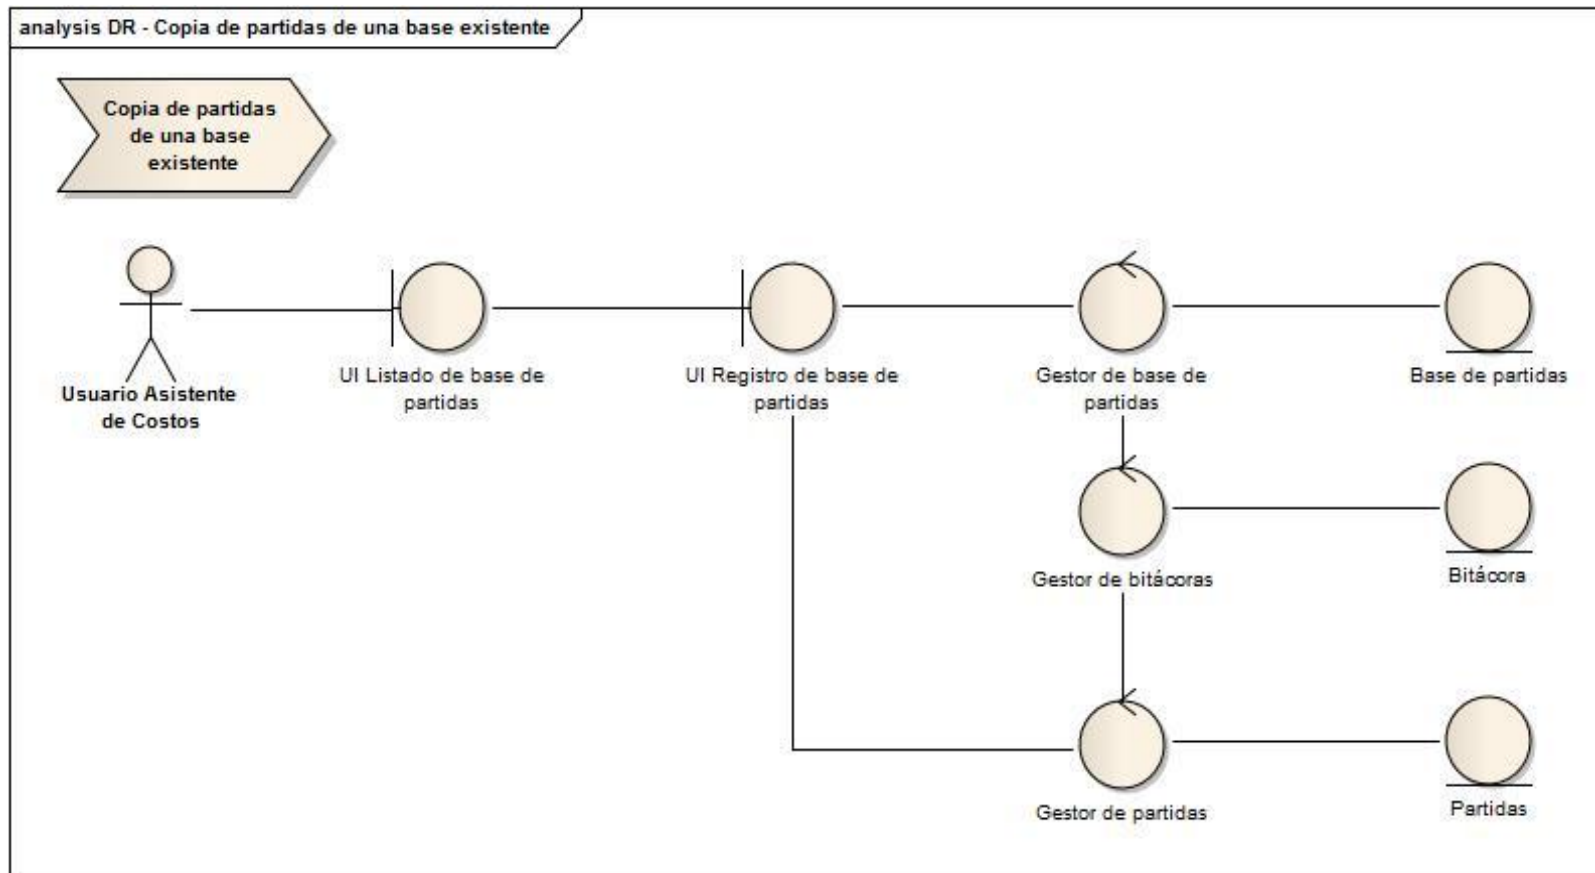 analysis DR - Copia de partidas de una base existente
Copia de partidas
de una base
existente
Usuario Asistente
de Costos
UI Listado de base de
partidas
UI Registro de base de
partidas
Gestor de base de
partidas
Base de partidas
Gestor de bitácoras
Bitácora
Gestor de partidas
Partidas